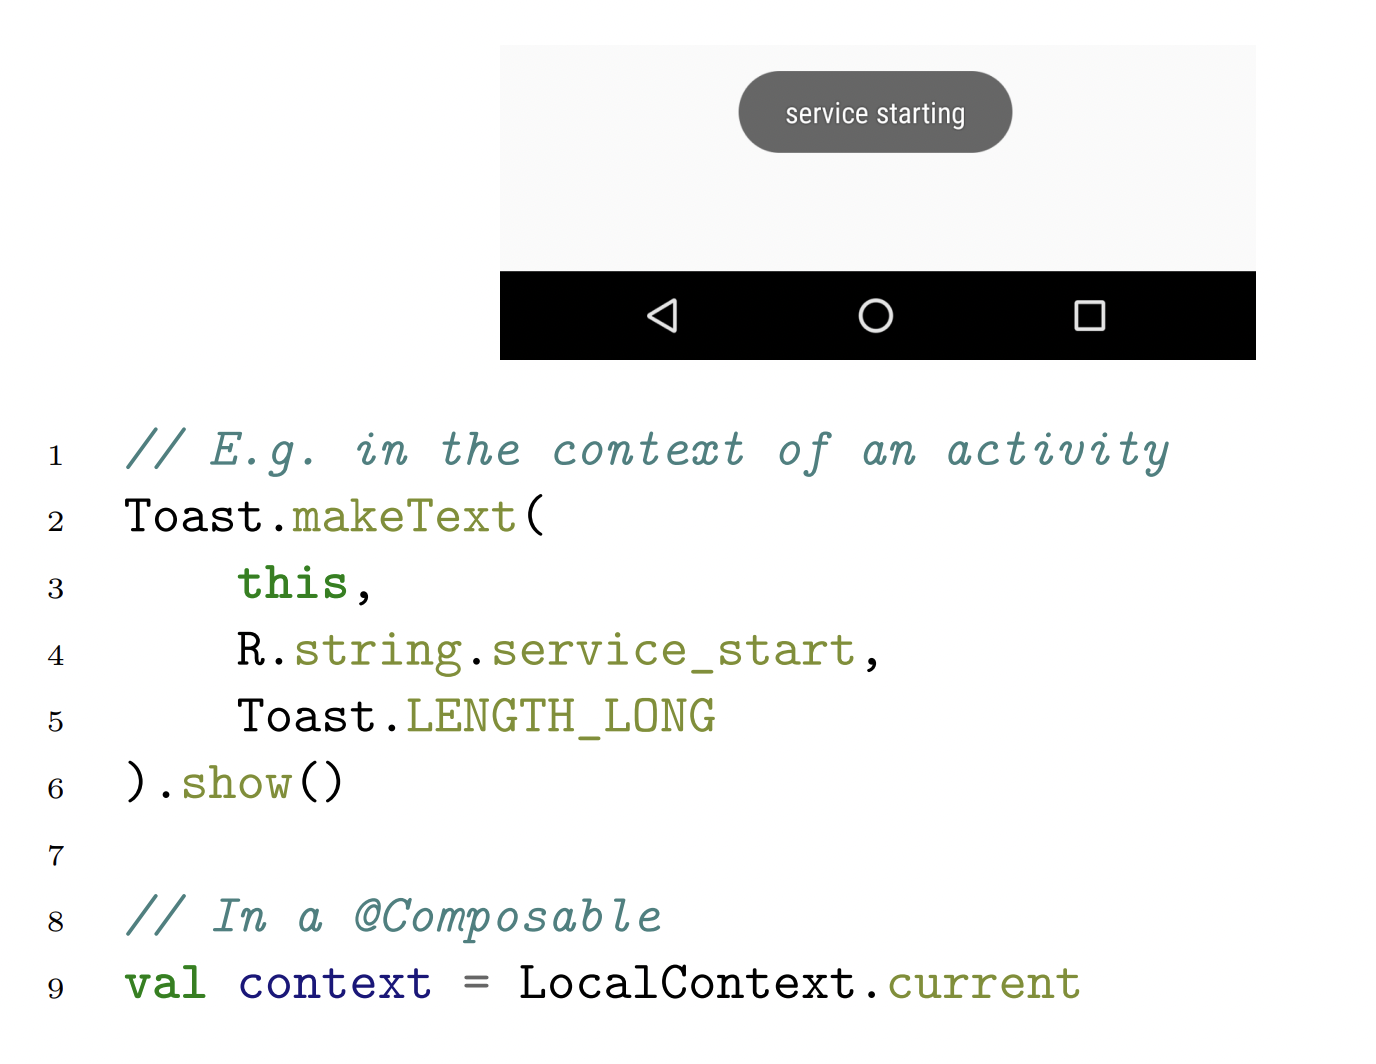 service starting
1 // E.g. in the context of an activity
2 Toast.makeText(
3     this,
4     R.string.service_start,
5     Toast.LENGTH_LONG
6 ).show()
7
8 // In a @Composable
9 val context = LocalContext.current